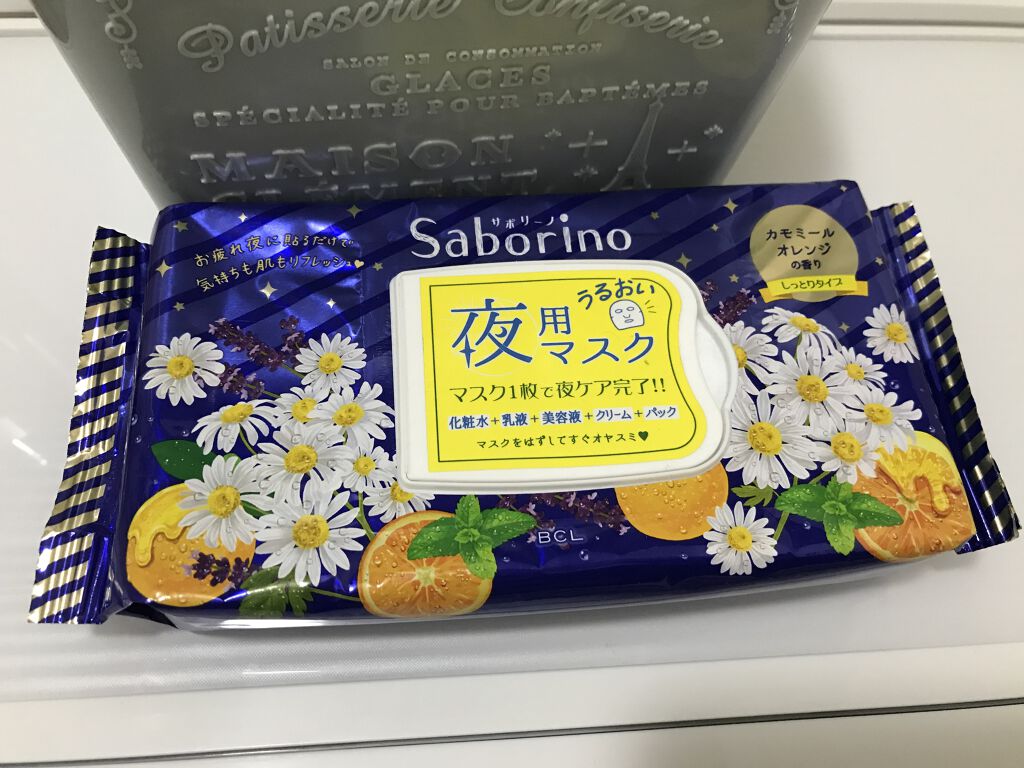 Patisserie Confiserie
SALON DE CONSOMMATION
GLACES
SPÉCIALITÉ POUR BAPTÊMES
MAISON
CLÉMENT
サボリーノ
Saborino
お疲れ夜に貼るだけで
気持ちも肌もリフレッシュ♥
カモミール
オレンジ
の香り
しっとりタイプ
うるおい
夜用
マスク
マスク1枚で夜ケア完了!!
化粧水+乳液+美容液+クリーム+パック
マスクをはずしてすぐオヤスミ♥
BCL